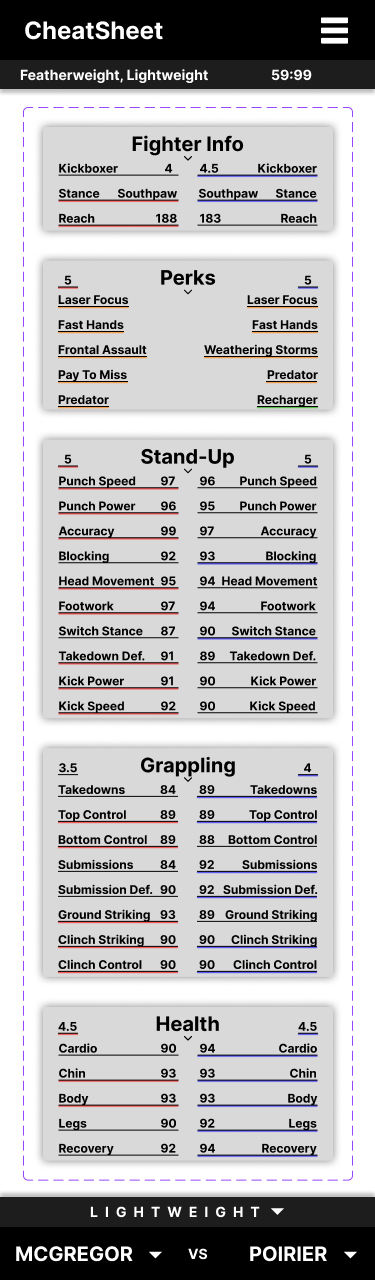 CheatSheet
Featherweight, Lightweight 59:99
Fighter Info
Kickboxer 4 4.5 Kickboxer
Stance Southpaw Southpaw Stance
Reach 188 183 Reach
5 Perks 5
Laser Focus Laser Focus
Fast Hands Fast Hands
Frontal Assault Weathering Storms
Pay To Miss Predator
Predator Recharger
5 Stand-Up 5
Punch Speed 97 96 Punch Speed
Punch Power 96 95 Punch Power
Accuracy 99 97 Accuracy
Blocking 92 93 Blocking
Head Movement 95 94 Head Movement
Footwork 97 94 Footwork
Switch Stance 87 90 Switch Stance
Takedown Def. 91 89 Takedown Def.
Kick Power 91 90 Kick Power
Kick Speed 92 90 Kick Speed
3.5 Grappling 4
Takedowns 84 89 Takedowns
Top Control 89 89 Top Control
Bottom Control 89 88 Bottom Control
Submissions 84 92 Submissions
Submission Def. 90 92 Submission Def.
Ground Striking 93 89 Ground Striking
Clinch Striking 90 90 Clinch Striking
Clinch Control 90 90 Clinch Control
4.5 Health 4.5
Cardio 90 94 Cardio
Chin 93 93 Chin
Body 93 93 Body
Legs 90 92 Legs
Recovery 92 94 Recovery
LIGHTWEIGHT
MCGREGOR VS POIRIER